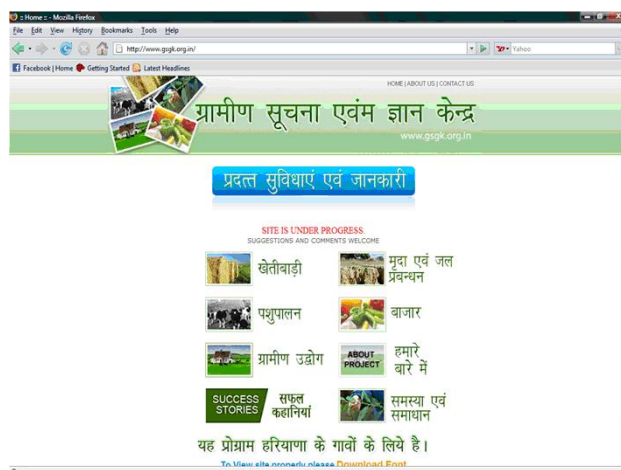 :: Home :: - Mozilla Firefox
File Edit View History Bookmarks Tools Help
http://www.gsgk.org.in/
Yahoo
Facebook | Home Getting Started Latest Headlines
HOME | ABOUT US | CONTACT US
ग्रामीण सूचना एवंम ज्ञान केन्द्र
www.gsgk.org.in
प्रदत्त सुविधाएं एवं जानकारी
SITE IS UNDER PROGRESS.
SUGGESTIONS AND COMMENTS WELCOME
खेतीबाड़ी
मृदा एवं जल
प्रबन्धन
पशुपालन
बाजार
ग्रामीण उद्योग
ABOUT
PROJECT
हमारे
बारे में
SUCCESS
STORIES
सफल
कहानियां
समस्या एवं
समाधान
यह प्रोग्राम हरियाणा के गावों के लिये है।
To View site properly please Download Font